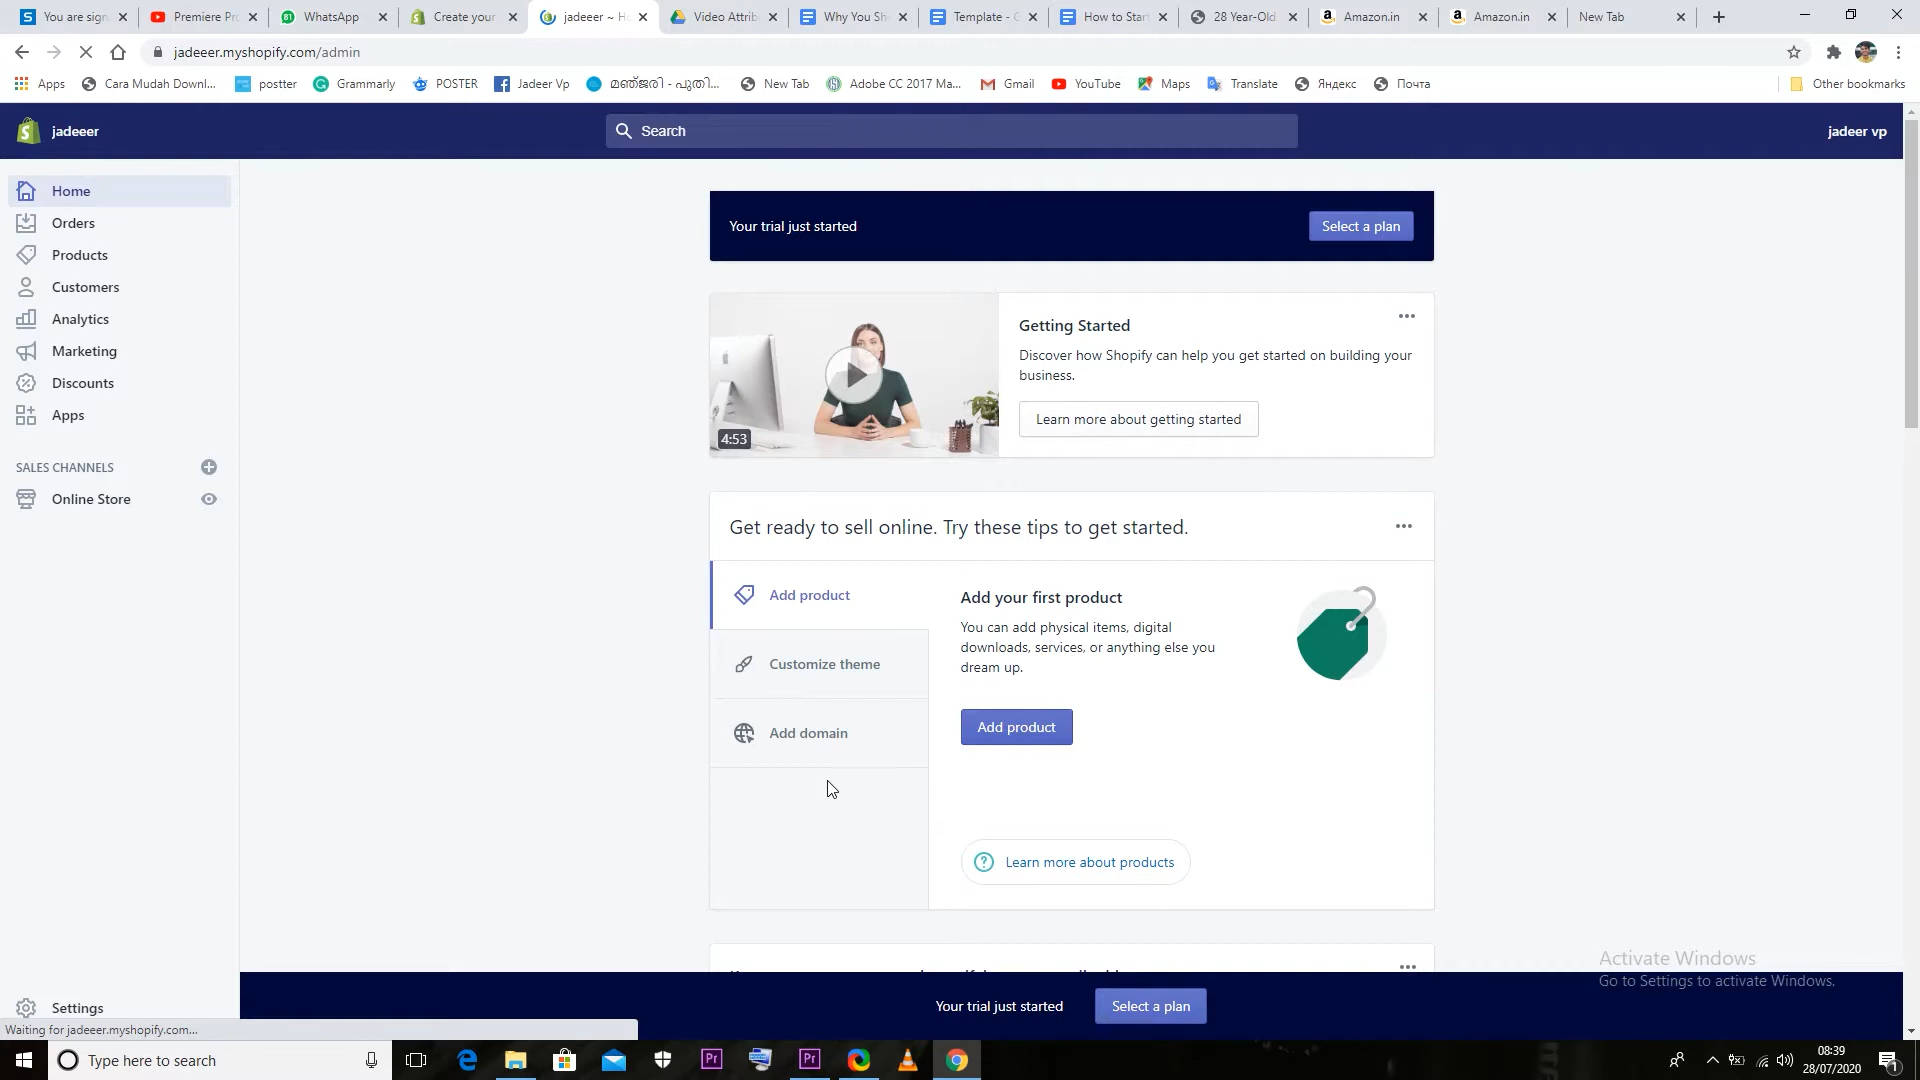 You are sign
Premiere Pro
WhatsApp
Create your
jadeeer ~ Ho
Video Attrib
Why You Sh
Template - G
How to Start
28 Year-Old
Amazon.in
Amazon.in
New Tab
jadeeer.myshopify.com/admin
Apps
Cara Mudah Downl...
postter
Grammarly
POSTER
Jadeer Vp
മഞ്ജരി - പുതി...
New Tab
Adobe CC 2017 Ma...
Gmail
YouTube
Maps
Translate
Яндекс
Почта
Other bookmarks
jadeeer
Search
jadeer vp
Home
Orders
Products
Customers
Analytics
Marketing
Discounts
Apps
SALES CHANNELS
Online Store
Settings
Your trial just started
Select a plan
4:53
Getting Started
Discover how Shopify can help you get started on building your
business.
Learn more about getting started
Get ready to sell online. Try these tips to get started.
Add product
Customize theme
Add domain
Add your first product
You can add physical items, digital
downloads, services, or anything else you
dream up.
Add product
Learn more about products
Activate Windows
Go to Settings to activate Windows.
Your trial just started
Select a plan
Waiting for jadeeer.myshopify.com...
Type here to search
08:39
28/07/2020